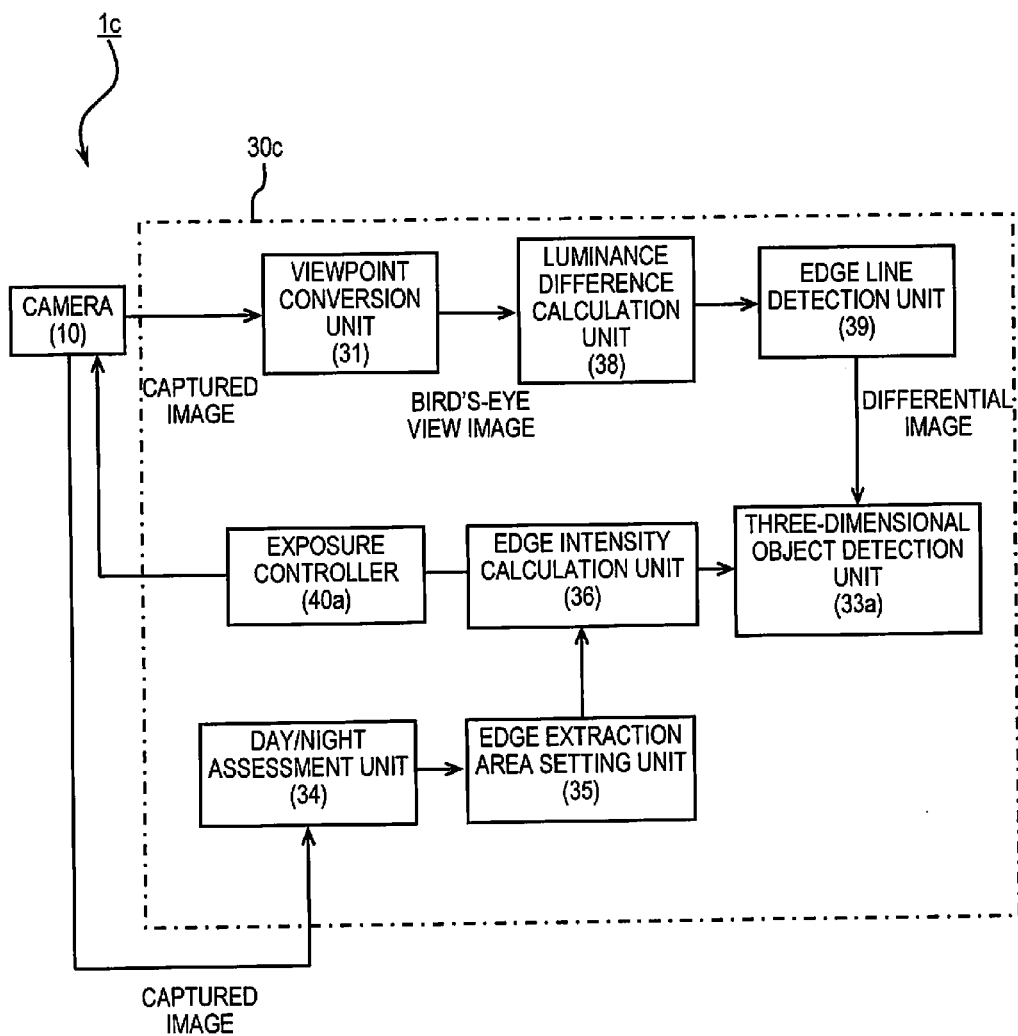 1c
30c
CAMERA
(10)
VIEWPOINT
CONVERSION
UNIT
(31)
LUMINANCE
DIFFERENCE
CALCULATION
UNIT
(38)
EDGE LINE
DETECTION UNIT
(39)
CAPTURED
IMAGE
BIRD'S-EYE
VIEW IMAGE
DIFFERENTIAL
IMAGE
EXPOSURE
CONTROLLER
(40a)
EDGE INTENSITY
CALCULATION UNIT
(36)
THREE-DIMENSIONAL
OBJECT DETECTION
UNIT
(33a)
DAY/NIGHT
ASSESSMENT UNIT
(34)
EDGE EXTRACTION
AREA SETTING UNIT
(35)
CAPTURED
IMAGE